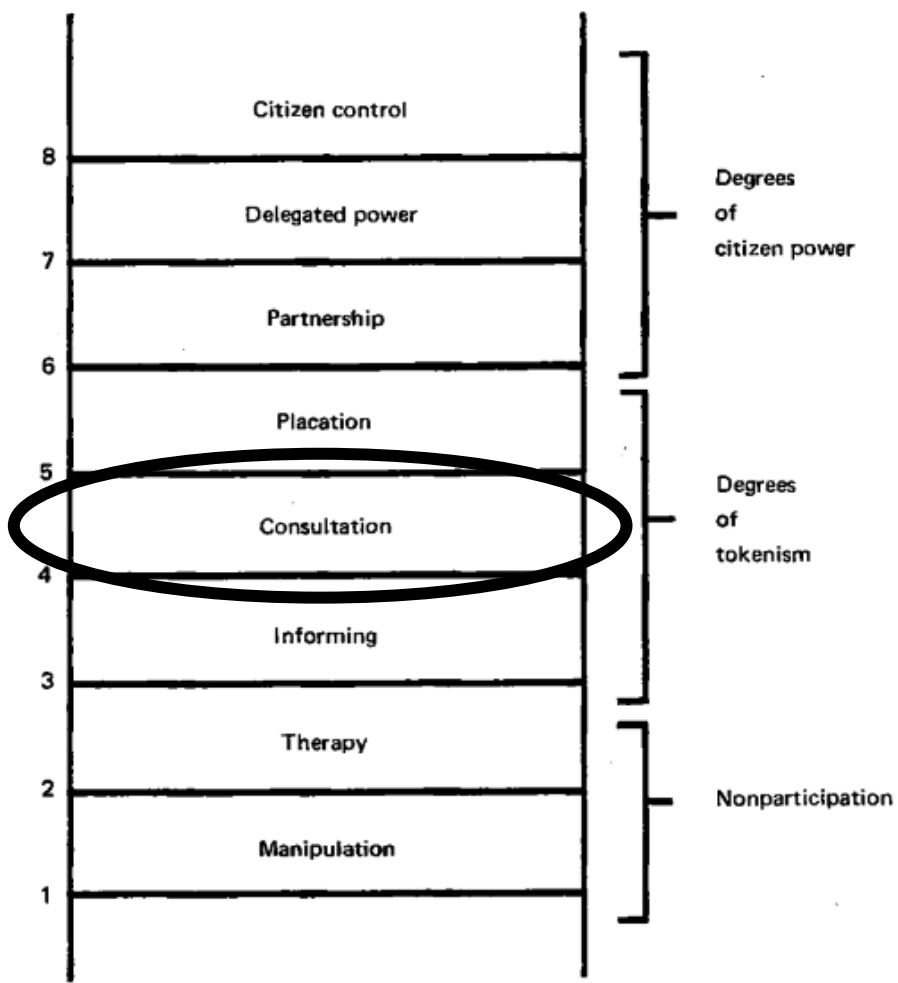 Citizen control
8
Delegated power
7
Partnership
6
Placation
5
Consultation
4
Informing
3
Therapy
2
Manipulation
1
Degrees
of
citizen power
Degrees
of
tokenism
Nonparticipation